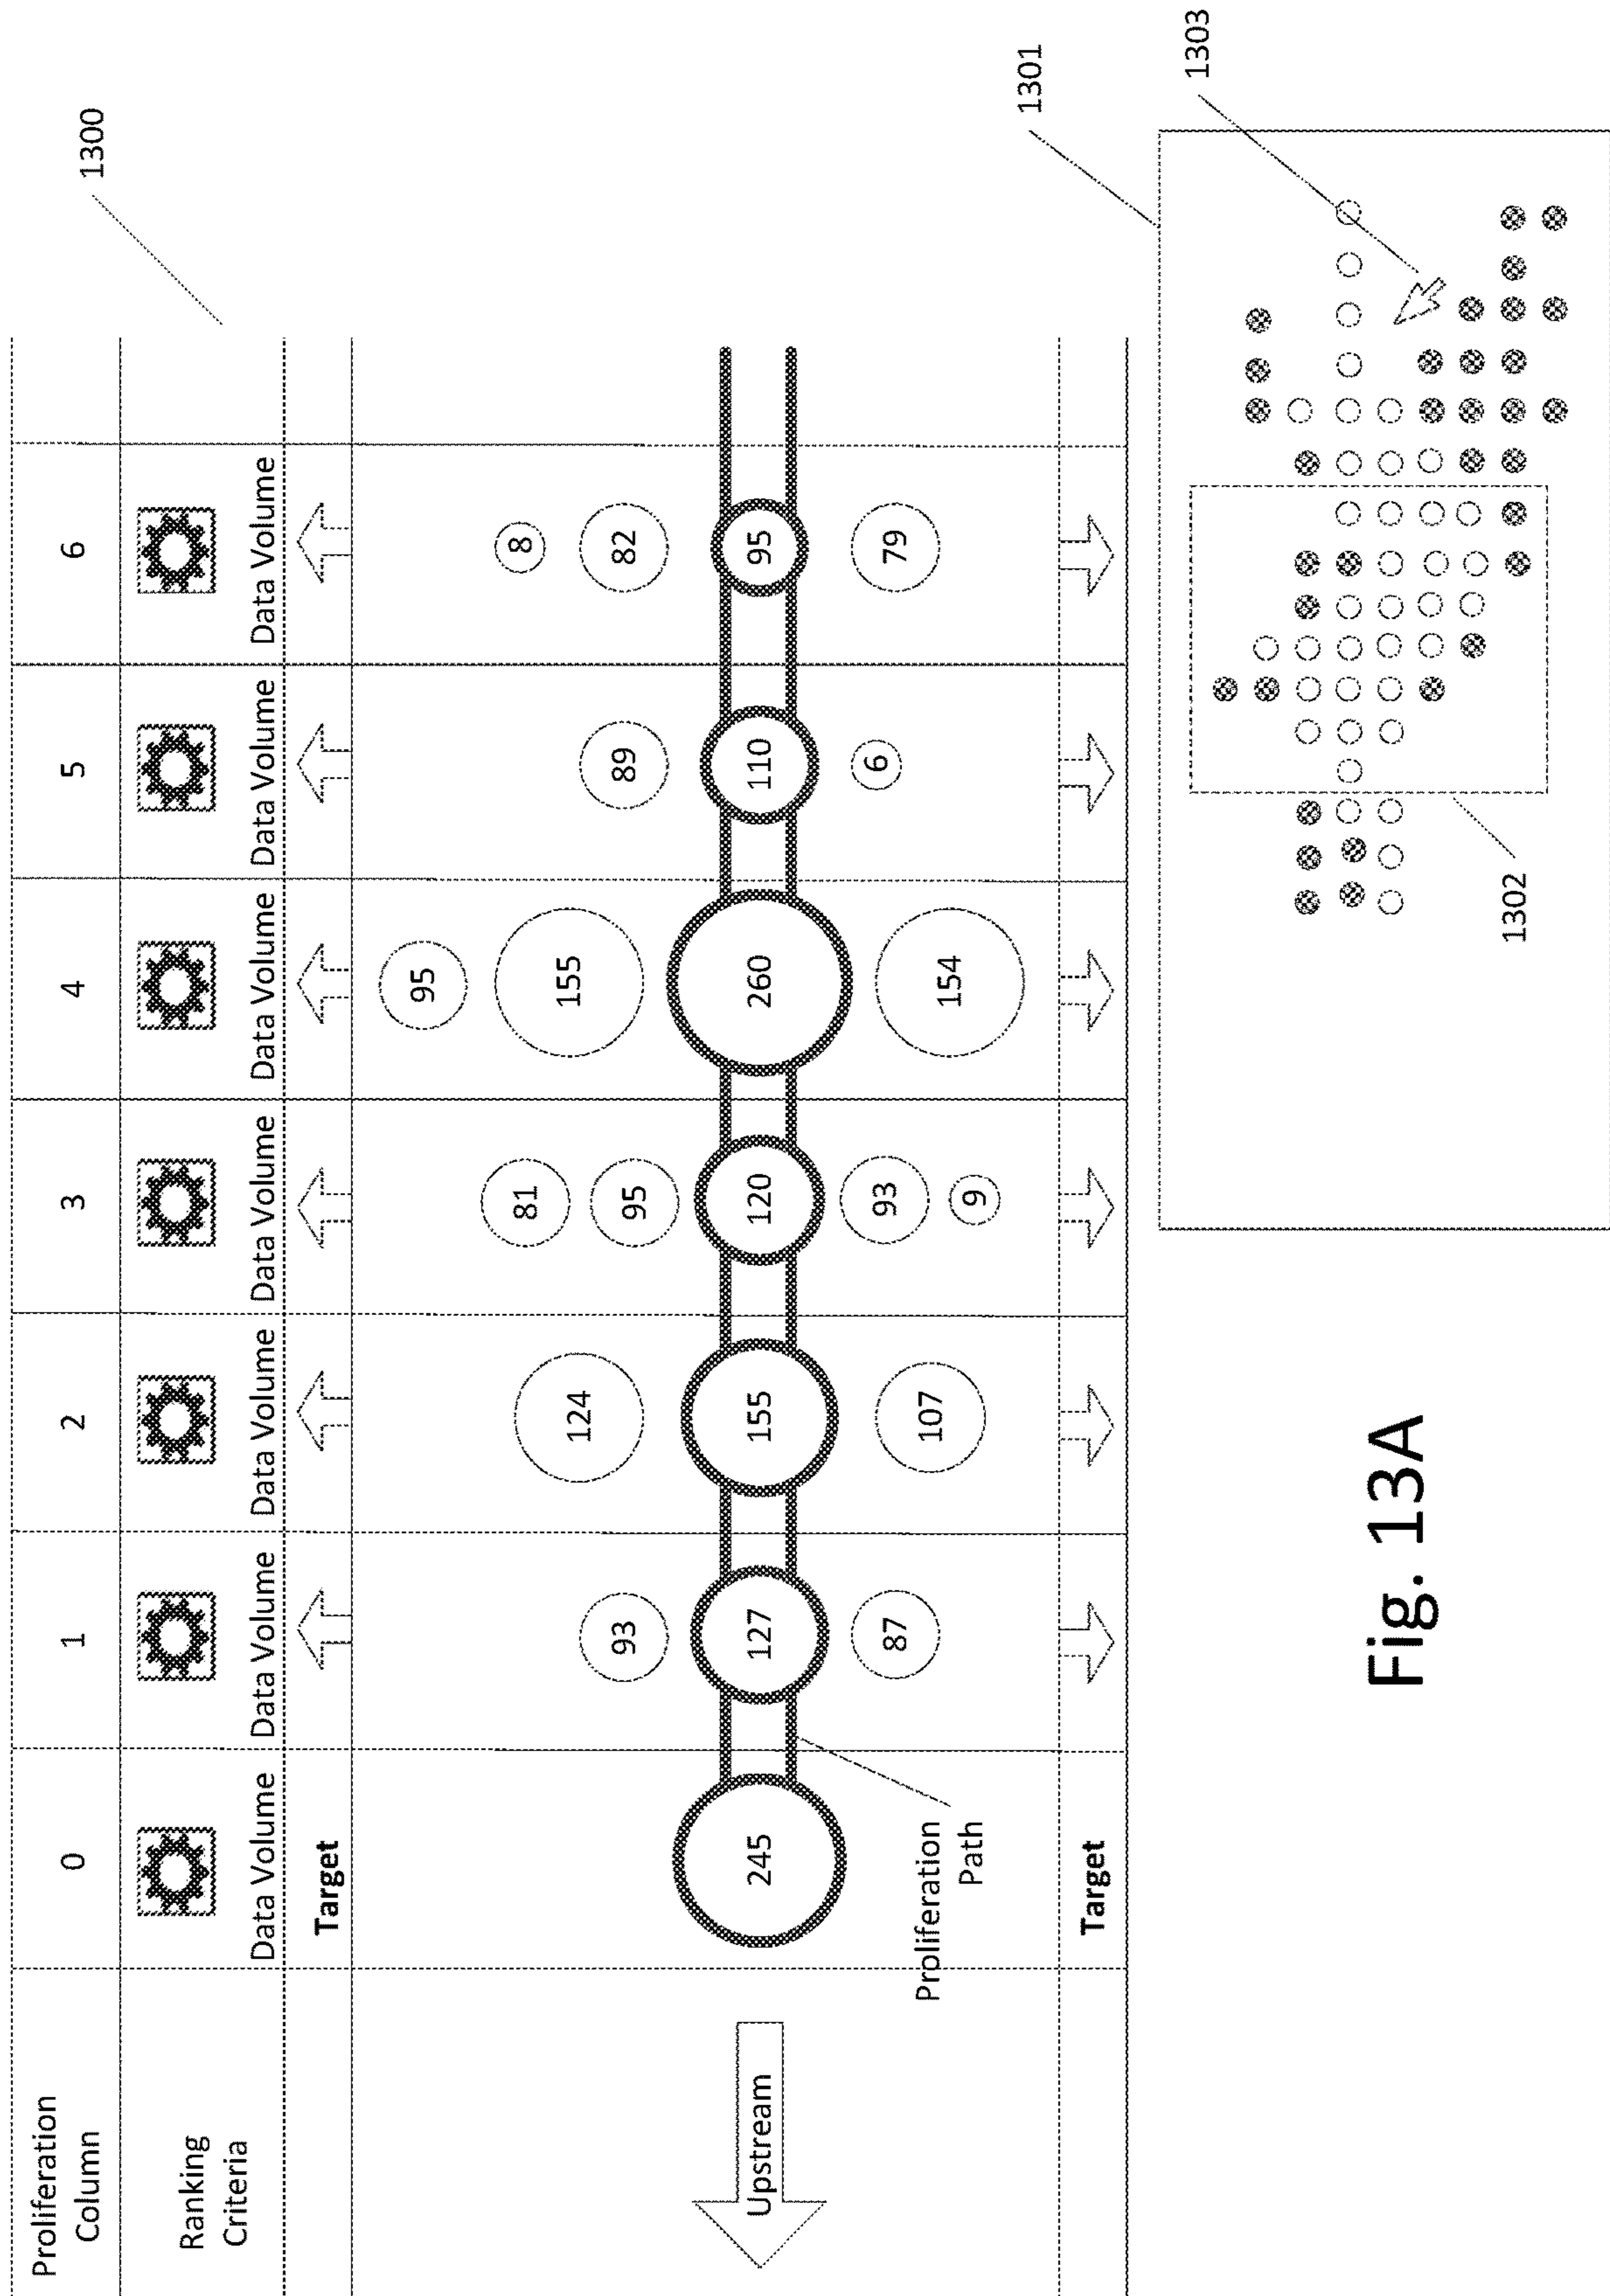 1300
Proliferation
Column
0
1
2
3
4
5
6
Ranking
Criteria
Data Volume
Data Volume
Data Volume
Data Volume
Data Volume
Data Volume
Data Volume
Target
95
81
155
8
124
95
93
89
82
Upstream
245
127
155
120
260
110
95
87
107
93
9
154
6
79
Proliferation
Path
Target
1301
1303
1302
Fig. 13A